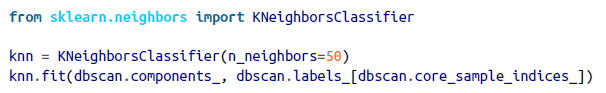 from sklearn.neighbors import KNeighborsClassifier
knn = KNeighborsClassifier(n_neighbors=50)
knn.fit(dbscan.components_, dbscan.labels_[dbscan.core_sample_indices_])